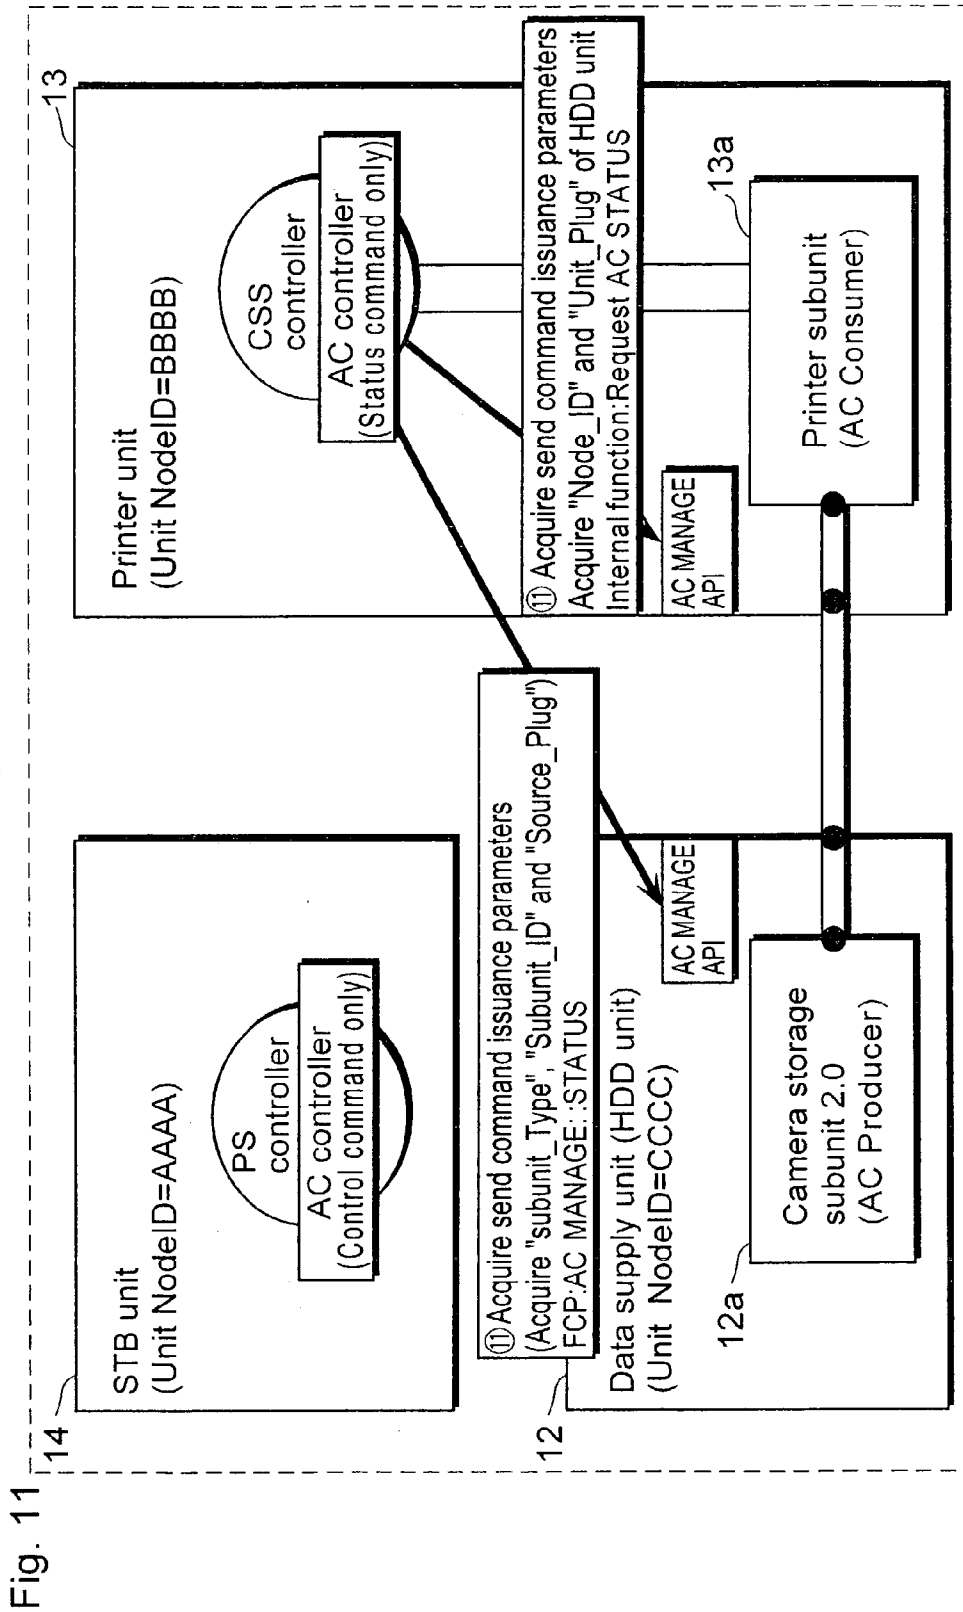 Fig. 11
14
STB unit
(Unit NodeID=AAAA)
PS
controller
AC controller
(Control command only)
13
Printer unit
(Unit NodeID=BBBB)
CSS
controller
AC controller
(Status command only)
⑪ Acquire send command issuance parameters
(Acquire "subunit_Type", "Subunit_ID" and "Source_Plug")
FCP:AC MANAGE::STATUS
⑪ Acquire send command issuance parameters
Acquire "Node_ID" and "Unit_Plug" of HDD unit
Internal function:Request AC STATUS
12
Data supply unit (HDD unit)
(Unit NodeID=CCCC)
AC MANAGE
API
AC MANAGE
API
12a
Camera storage
subunit 2.0
(AC Producer)
13a
Printer subunit
(AC Consumer)